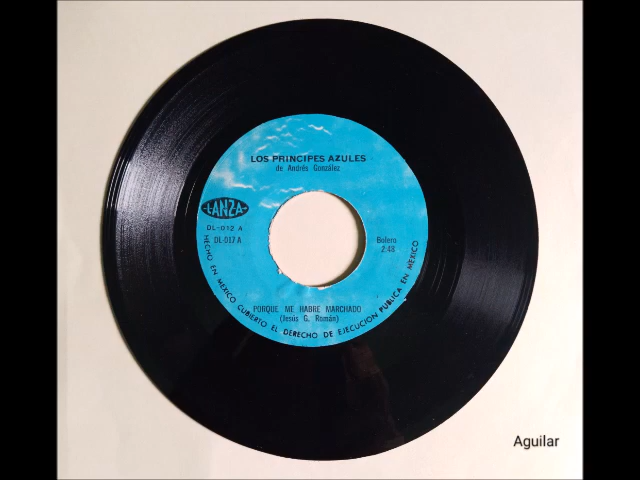 LOS PRINCIPES AZULES
de Andrés González
LANZA
DL-012 A
DL-017 A
Bolero
2.48
PORQUE ME HABRE MARCHADO
(Jesús G. Román)
HECHO EN MEXICO CUBIERTO EL DERECHO DE EJECUCION PUBLICA EN MEXICO
Aguilar